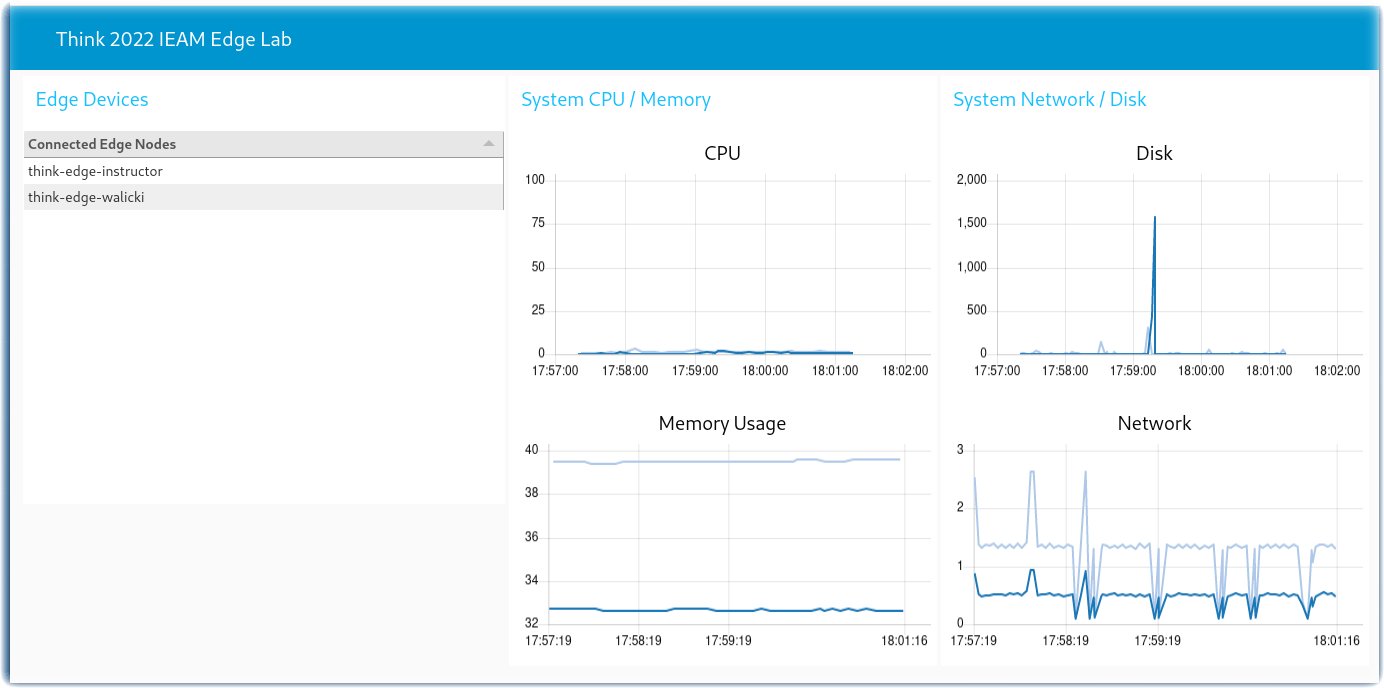 Think 2022 IEAM Edge Lab
Edge Devices
Connected Edge Nodes
think-edge-instructor
think-edge-walicki
System CPU / Memory
CPU
100
75
50
25
0
17:57:00 17:58:00 17:59:00 18:00:00 18:01:00 18:02:00
Memory Usage
40
38
36
34
32
17:57:19 17:58:19 17:59:19 18:01:16
System Network / Disk
Disk
2,000
1,500
1,000
500
0
17:57:00 17:58:00 17:59:00 18:00:00 18:01:00 18:02:00
Network
3
2
1
0
17:57:19 17:58:19 17:59:19 18:01:16